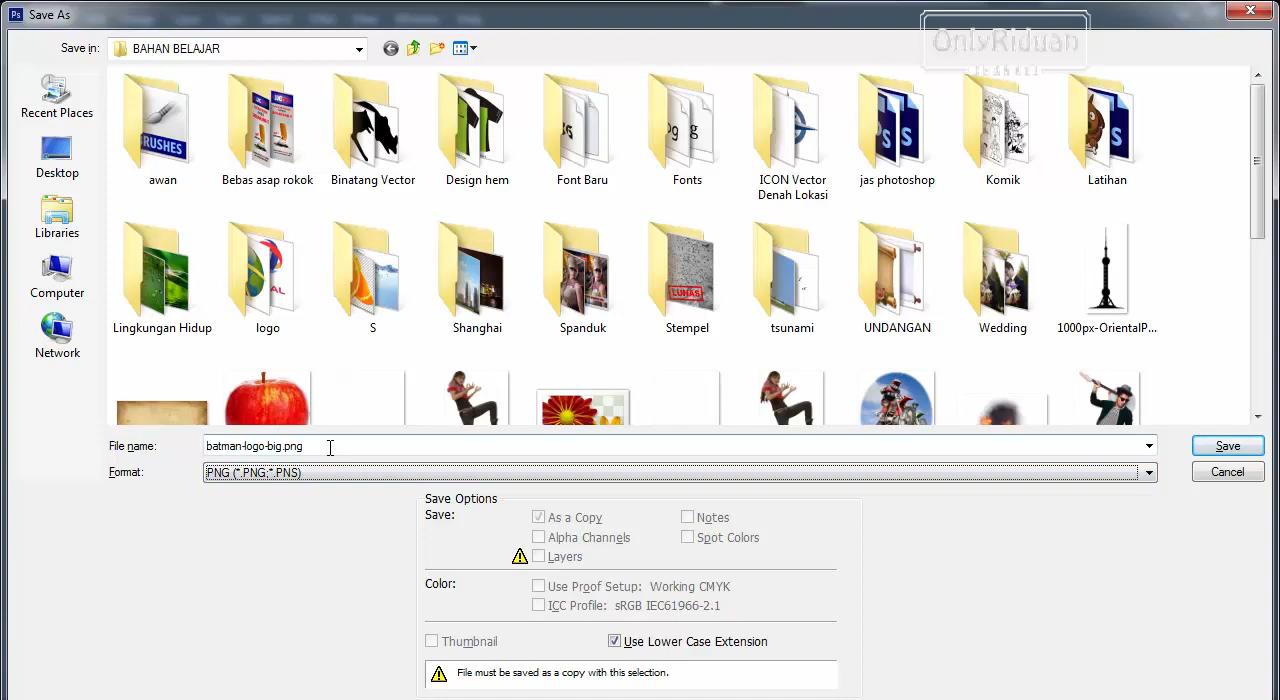 Ps Save As
OnlyRiduan
Save in: BAHAN BELAJAR
Recent Places
Desktop
Libraries
Computer
Network
BRUSHES
awan
Bebas asap rokok
Binatang Vector
Design hem
Font Baru
Fonts
ICON Vector
Denah Lokasi
jas photoshop
Komik
Latihan
Lingkungan Hidup
logo
S
Shanghai
Spanduk
LUNAS
Stempel
tsunami
UNDANGAN
Wedding
1000px-OrientalP...
File name: batman-logo-big.png
Save
Format: PNG (*.PNG;*.PNS)
Cancel
Save Options
Save:
As a Copy
Notes
Alpha Channels
Spot Colors
Layers
Color:
Use Proof Setup: Working CMYK
ICC Profile: sRGB IEC61966-2.1
Thumbnail
Use Lower Case Extension
File must be saved as a copy with this selection.